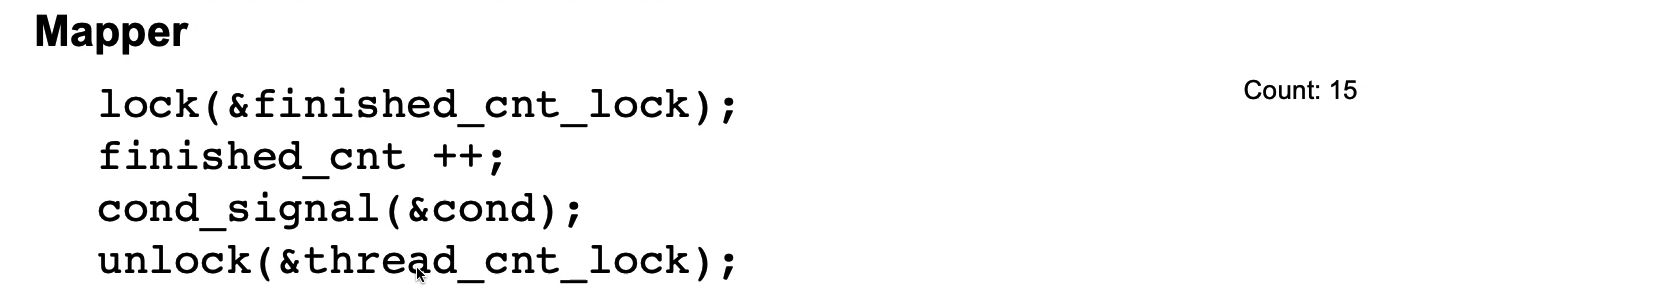 Mapper
lock(&finished_cnt_lock);
Count: 15
finished_cnt ++;
cond_signal(&cond);
unlock(&thread_cnt_lock);